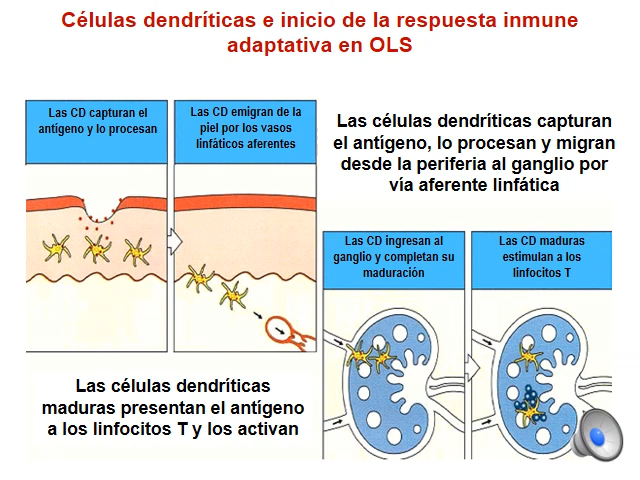 Células dendríticas e inicio de la respuesta inmune
adaptativa en OLS
Las CD capturan el
antígeno y lo procesan
Las CD emigran de la
piel por los vasos
linfáticos aferentes
Las células dendríticas capturan
el antígeno, lo procesan y migran
desde la periferia al ganglio por
vía aferente linfática
Las CD ingresan al
ganglio y completan su
maduración
Las CD maduras
estimulan a los
linfocitos T
Las células dendríticas
maduras presentan el antígeno
a los linfocitos T y los activan